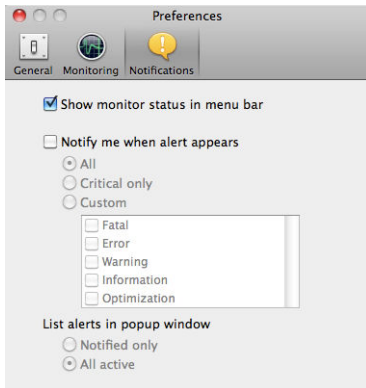 Preferences
General Monitoring Notifications
Show monitor status in menu bar
Notify me when alert appears
All
Critical only
Custom
Fatal
Error
Warning
Information
Optimization
List alerts in popup window
Notified only
All active